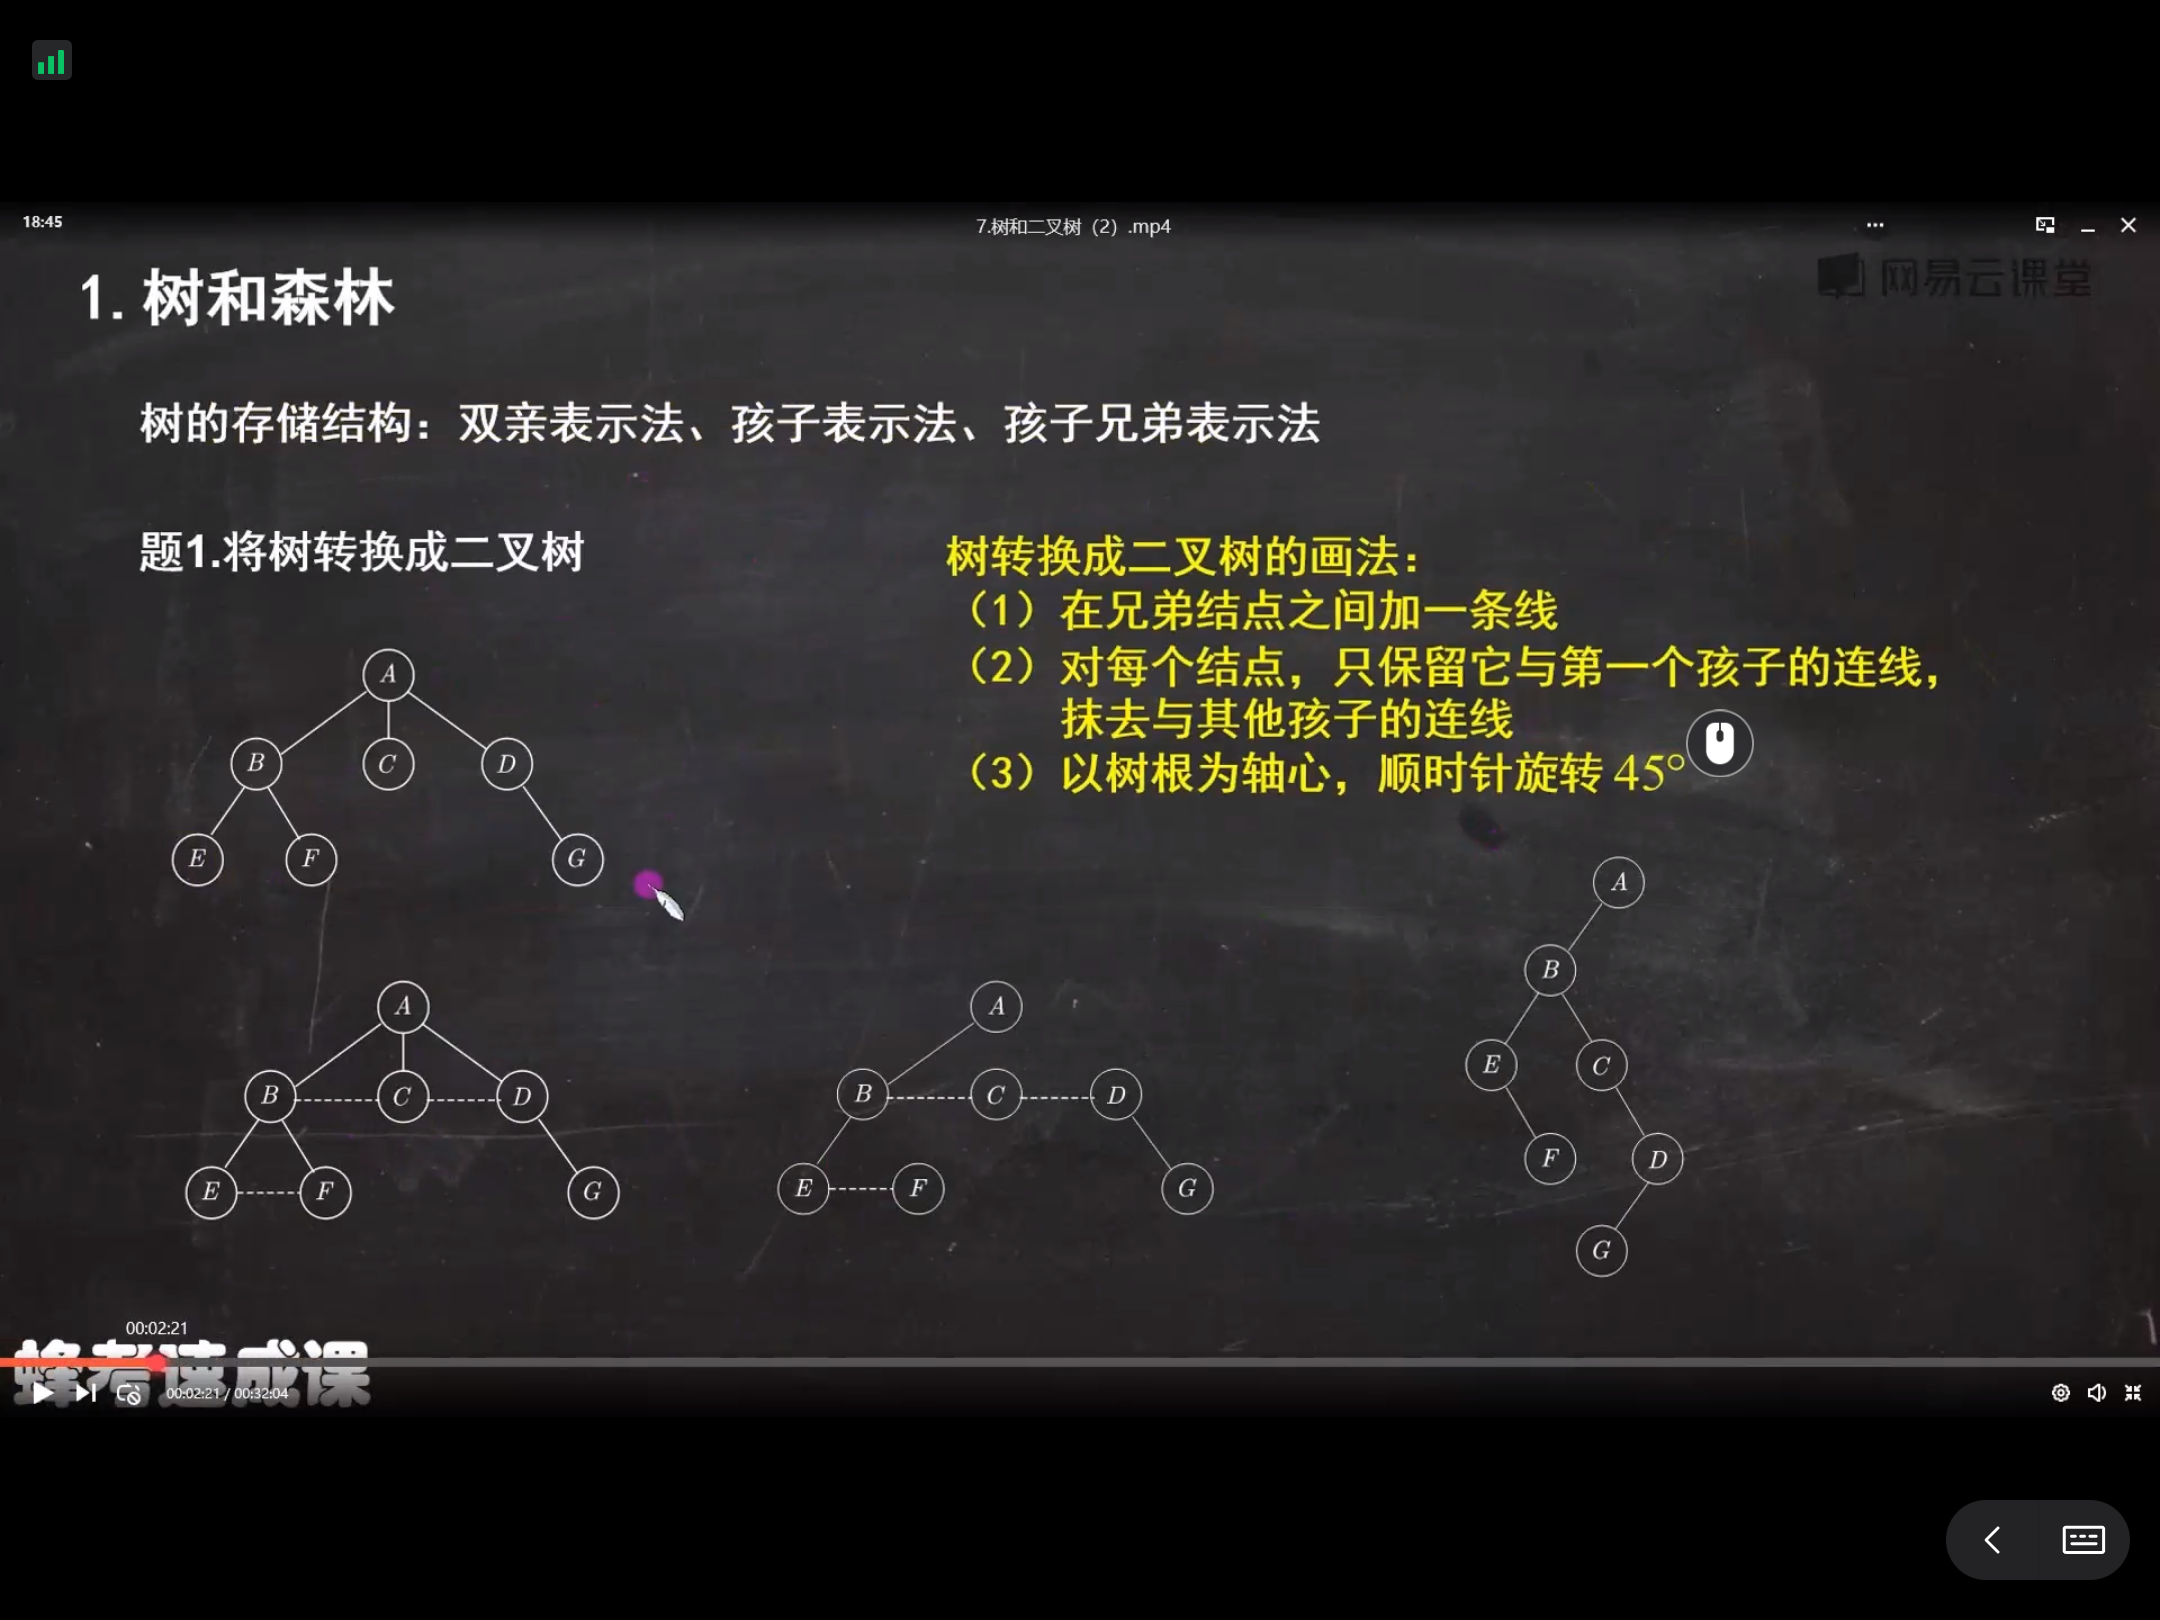 18:45
7.树和二叉树（2）.mp4
网易云课堂
1. 树和森林
树的存储结构：双亲表示法、孩子表示法、孩子兄弟表示法
题1.将树转换成二叉树
树转换成二叉树的画法：
（1）在兄弟结点之间加一条线
（2）对每个结点，只保留它与第一个孩子的连线，
抹去与其他孩子的连线
（3）以树根为轴心，顺时针旋转 45°
A
B C D
E F G
A
B C D
E F G
A
B C D
E F G
A
B
E C
F D
G
00:02:21
蜂考速成课
00:02:21 / 00:32:04